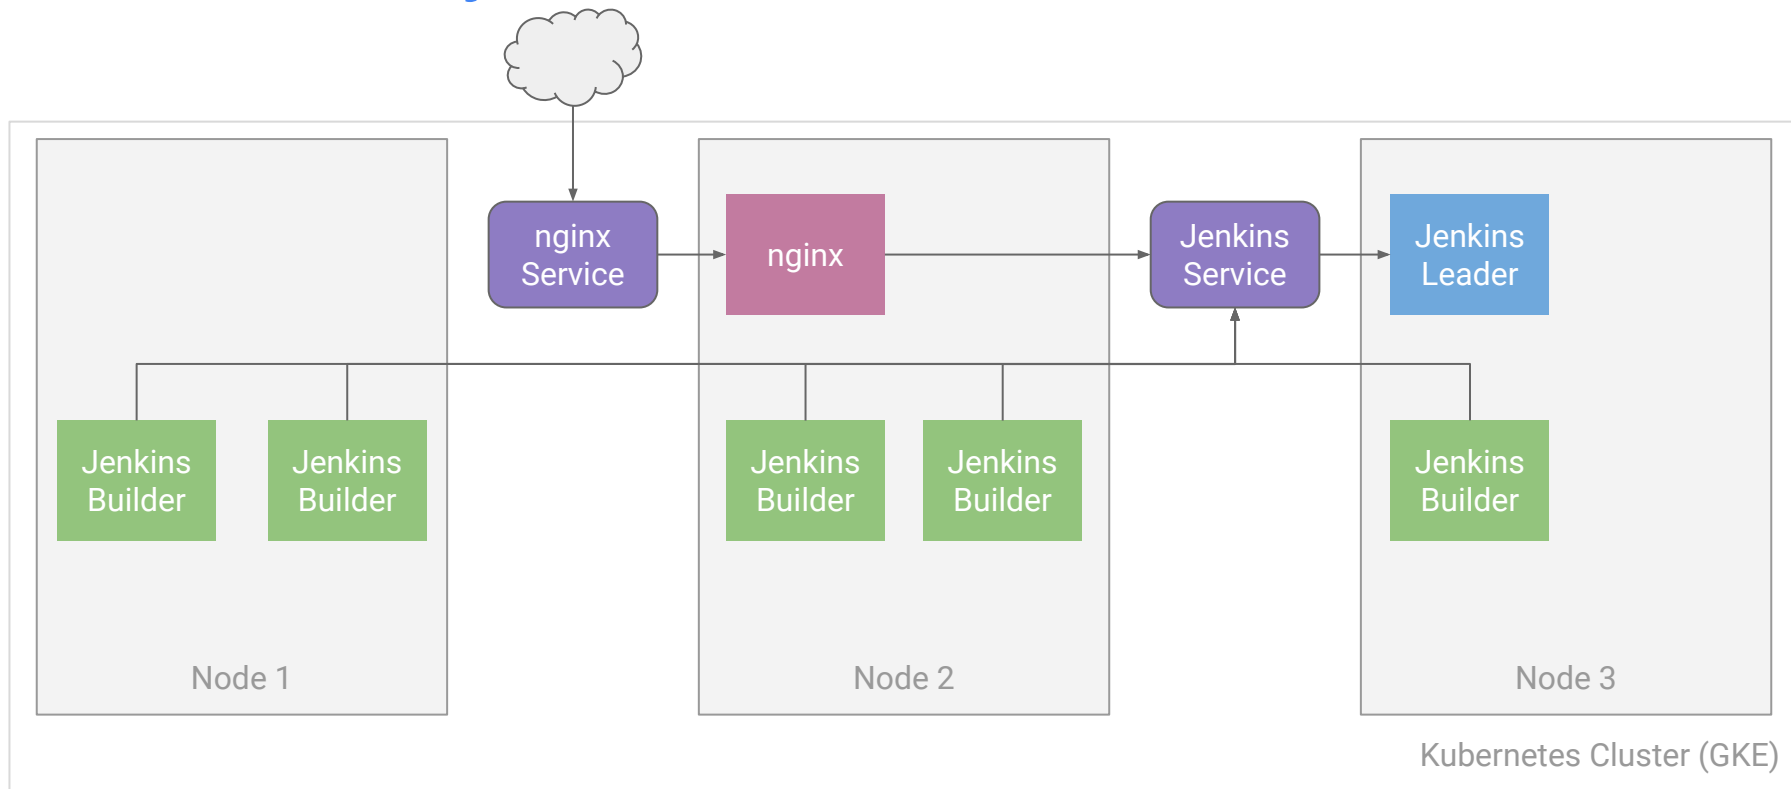 nginx
Service
nginx
Jenkins
Service
Jenkins
Leader
Jenkins
Builder
Jenkins
Builder
Jenkins
Builder
Jenkins
Builder
Jenkins
Builder
Node 1
Node 2
Node 3
Kubernetes Cluster (GKE)